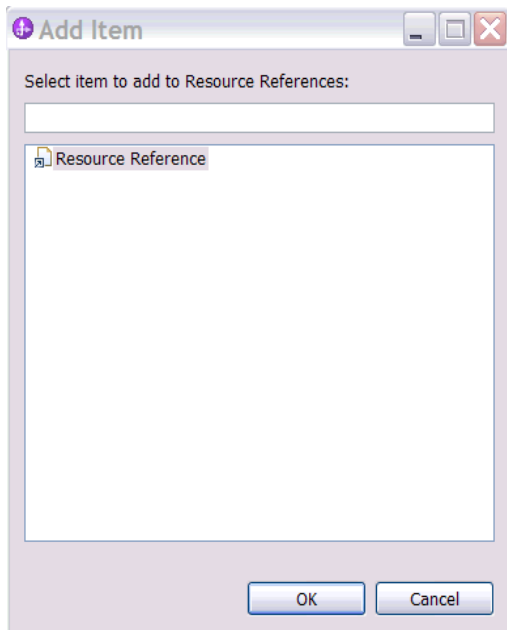 Add Item
Select item to add to Resource References:
Resource Reference
OK Cancel